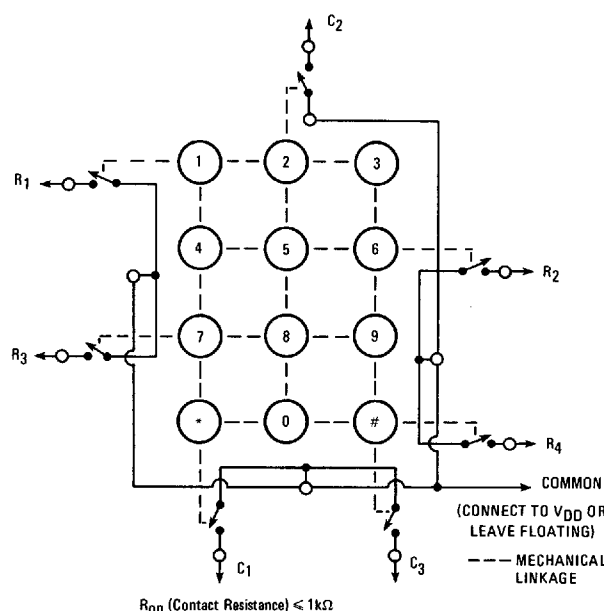 C2
1 2 3
R1
4 5 6
R2
7 8 9
R3
* 0 #
R4
COMMON
(CONNECT TO VDD OR
LEAVE FLOATING)
C1 C3
MECHANICAL
LINKAGE
Ron (Contact Resistance) ≤ 1kΩ